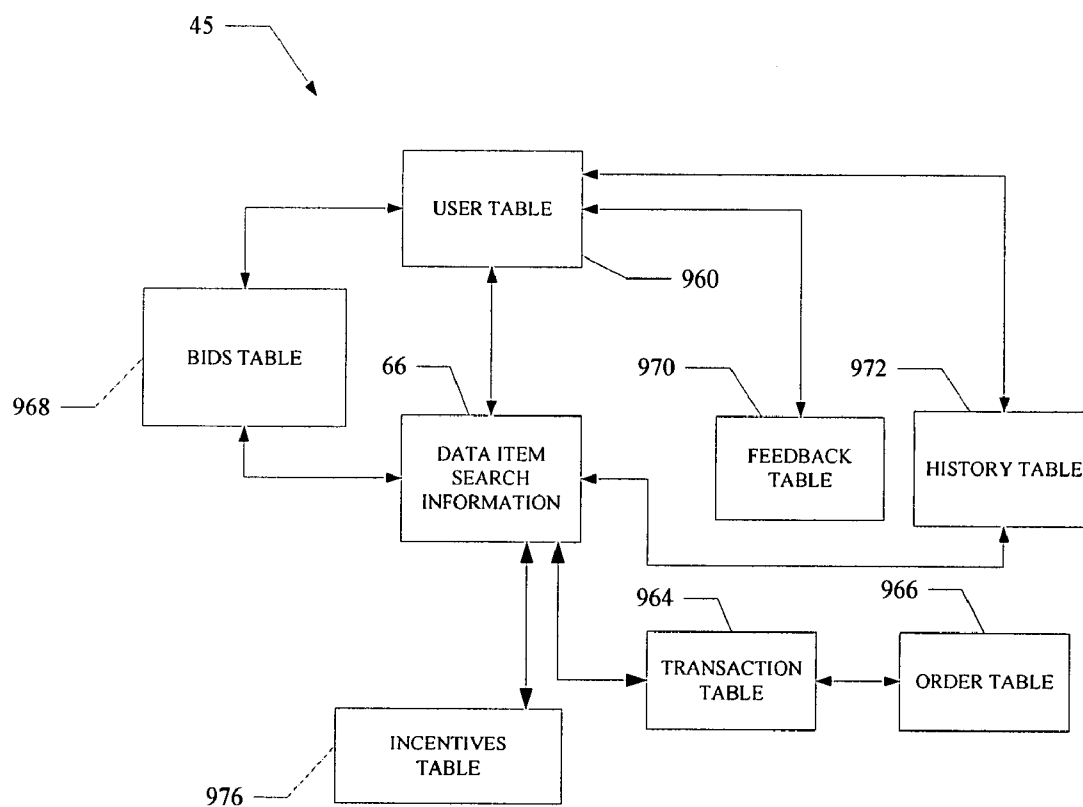 45
USER TABLE
960
BIDS TABLE
968
66
DATA ITEM
SEARCH
INFORMATION
970
FEEDBACK
TABLE
972
HISTORY TABLE
964
TRANSACTION
TABLE
966
ORDER TABLE
INCENTIVES
TABLE
976